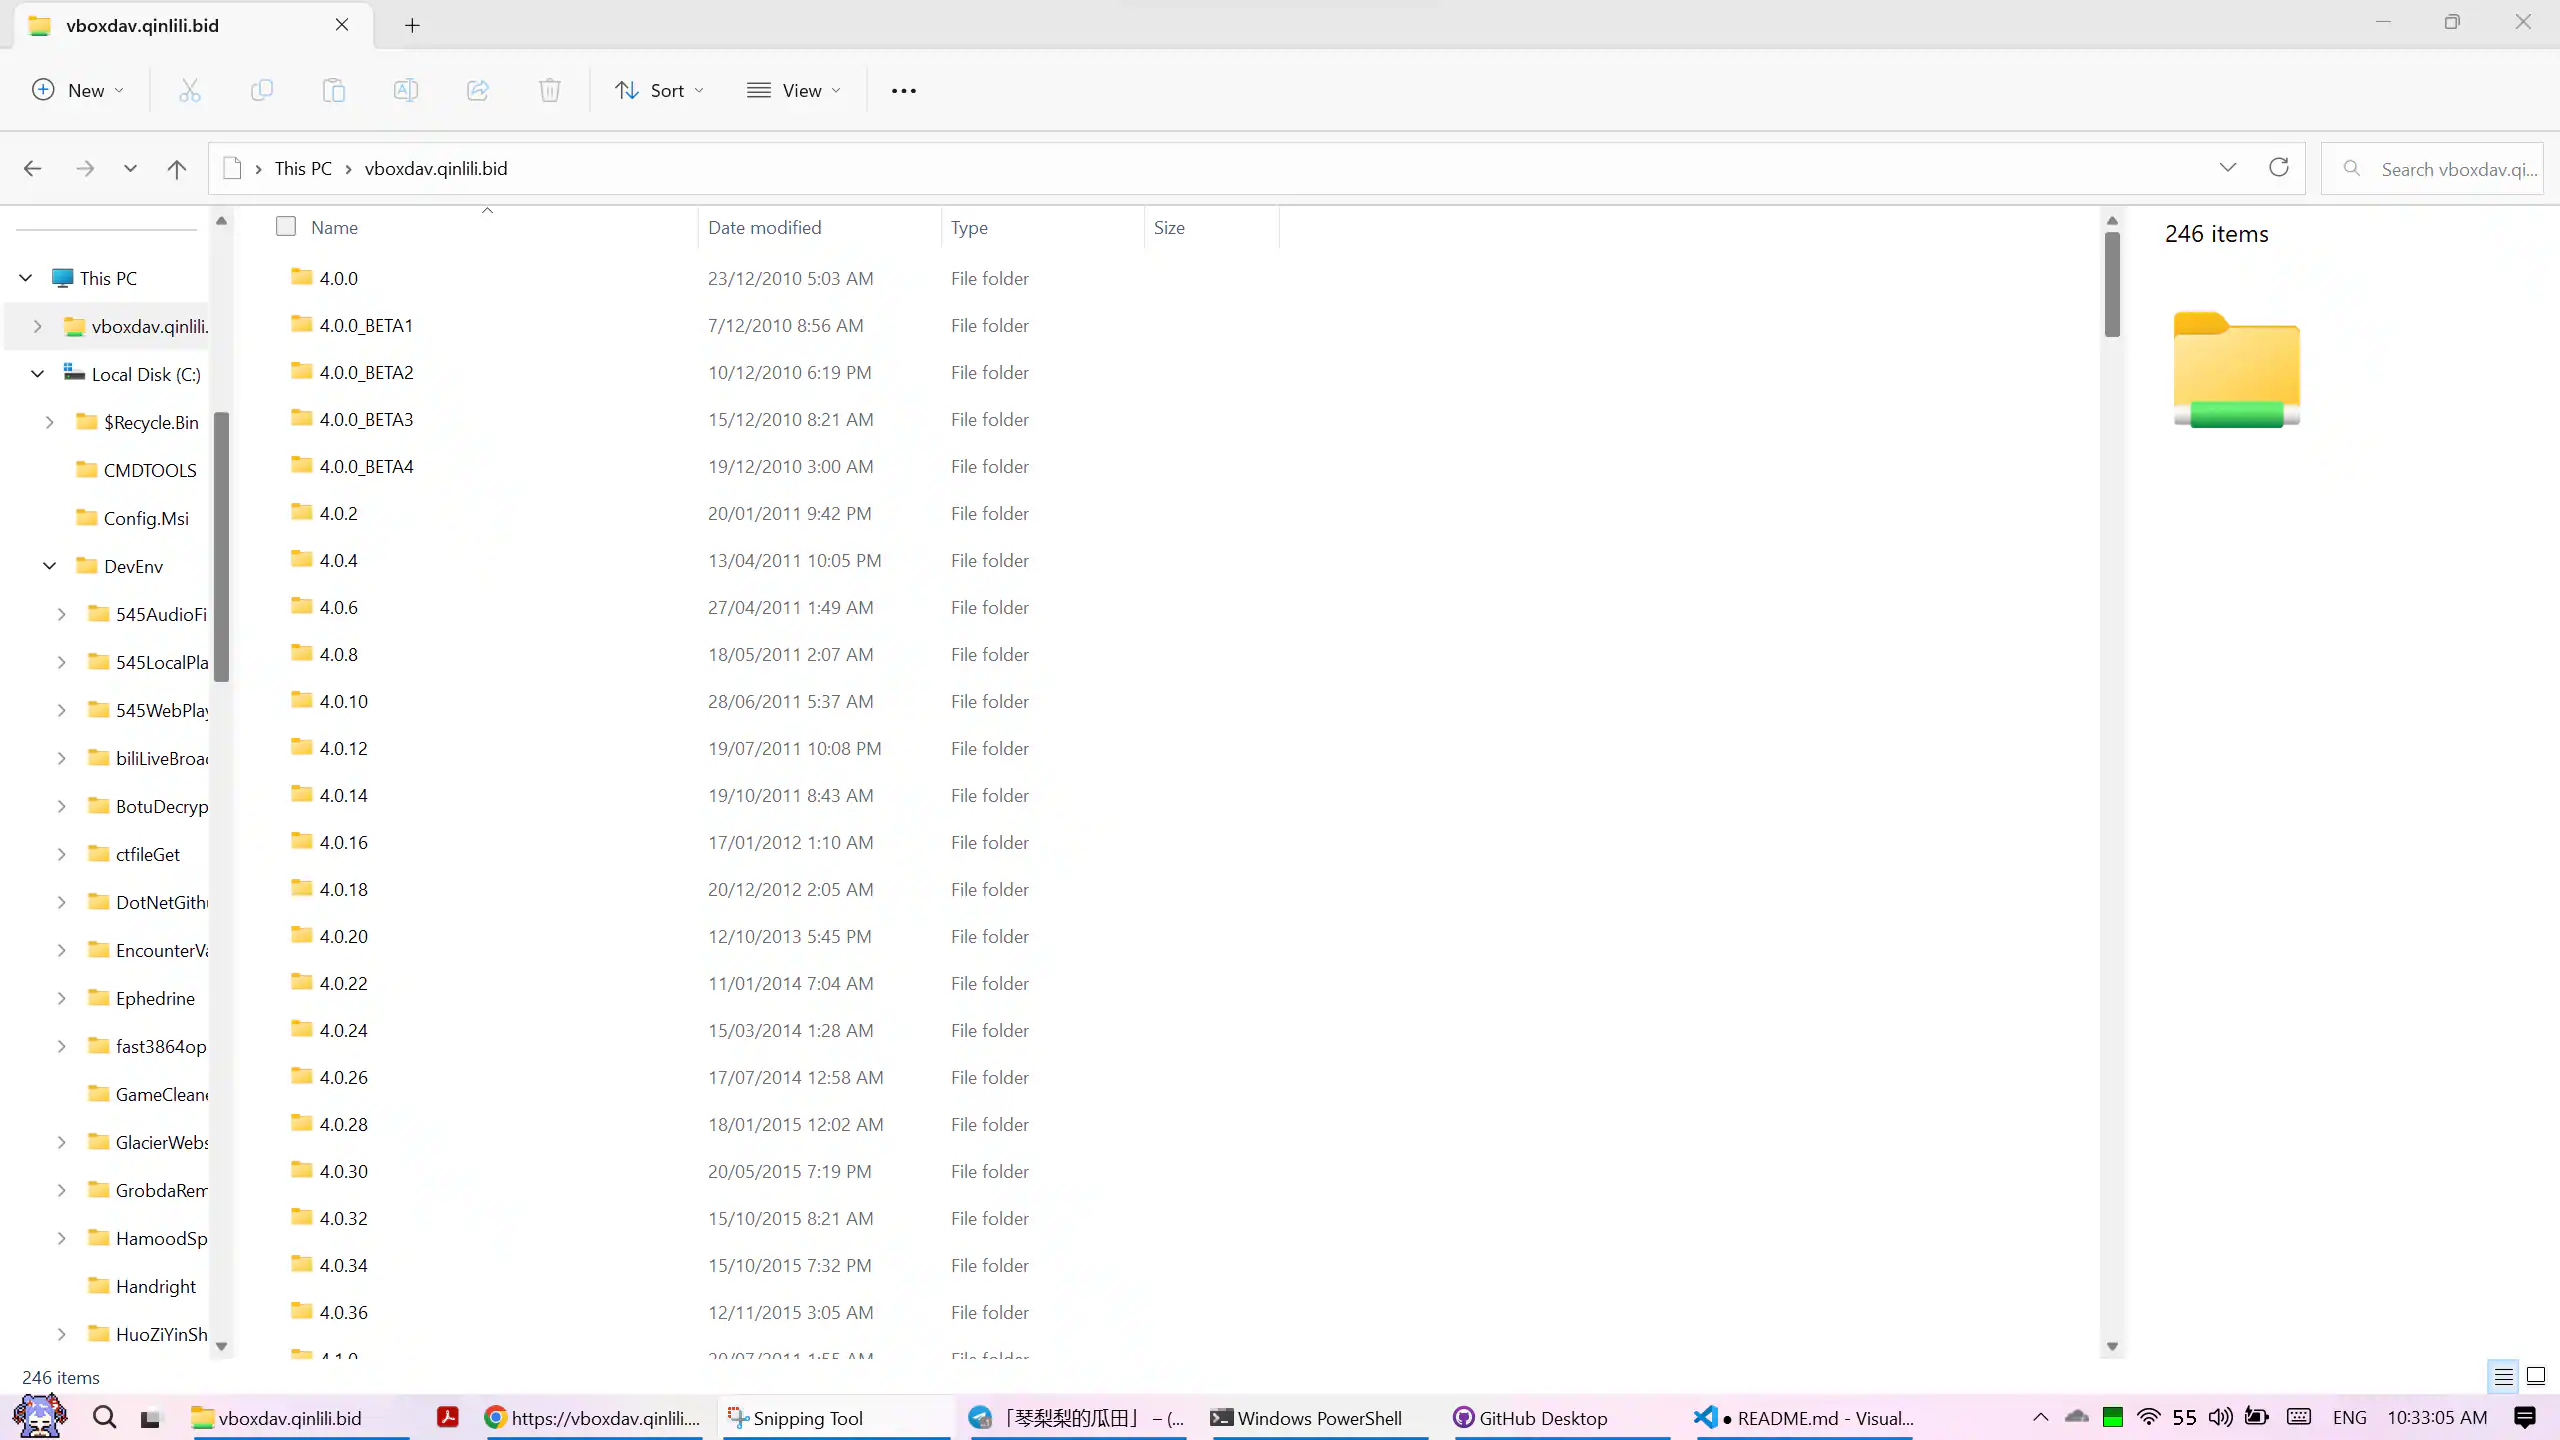 vboxdav.qinlili.bid
New
Sort
View
This PC
vboxdav.qinlili.bid
Search vboxdav.qi...
Name Date modified Type Size
4.0.0 23/12/2010 5:03 AM File folder
4.0.0_BETA1 7/12/2010 8:56 AM File folder
4.0.0_BETA2 10/12/2010 6:19 PM File folder
4.0.0_BETA3 15/12/2010 8:21 AM File folder
4.0.0_BETA4 19/12/2010 3:00 AM File folder
4.0.2 20/01/2011 9:42 PM File folder
4.0.4 13/04/2011 10:05 PM File folder
4.0.6 27/04/2011 1:49 AM File folder
4.0.8 18/05/2011 2:07 AM File folder
4.0.10 28/06/2011 5:37 AM File folder
4.0.12 19/07/2011 10:08 PM File folder
4.0.14 19/10/2011 8:43 AM File folder
4.0.16 17/01/2012 1:10 AM File folder
4.0.18 20/12/2012 2:05 AM File folder
4.0.20 12/10/2013 5:45 PM File folder
4.0.22 11/01/2014 7:04 AM File folder
4.0.24 15/03/2014 1:28 AM File folder
4.0.26 17/07/2014 12:58 AM File folder
4.0.28 18/01/2015 12:02 AM File folder
4.0.30 20/05/2015 7:19 PM File folder
4.0.32 15/10/2015 8:21 AM File folder
4.0.34 15/10/2015 7:32 PM File folder
4.0.36 12/11/2015 3:05 AM File folder
4.1.0 20/07/2011 1:55 AM File folder
This PC
vboxdav.qinlili.
Local Disk (C:)
$Recycle.Bin
CMDTOOLS
Config.Msi
DevEnv
545AudioFi
545LocalPla
545WebPlay
biliLiveBroad
BotuDecryp
ctfileGet
DotNetGith
EncounterVa
Ephedrine
fast3864op
GameCleane
GlacierWebs
GrobdaRem
HamoodSp
Handright
HuoZiYinSh
246 items
246 items
vboxdav.qinlili.bid
https://vboxdav.qinlili....
Snipping Tool
「琴梨梨的瓜田」 – (...
Windows PowerShell
GitHub Desktop
● README.md - Visual...
55
ENG
10:33:05 AM